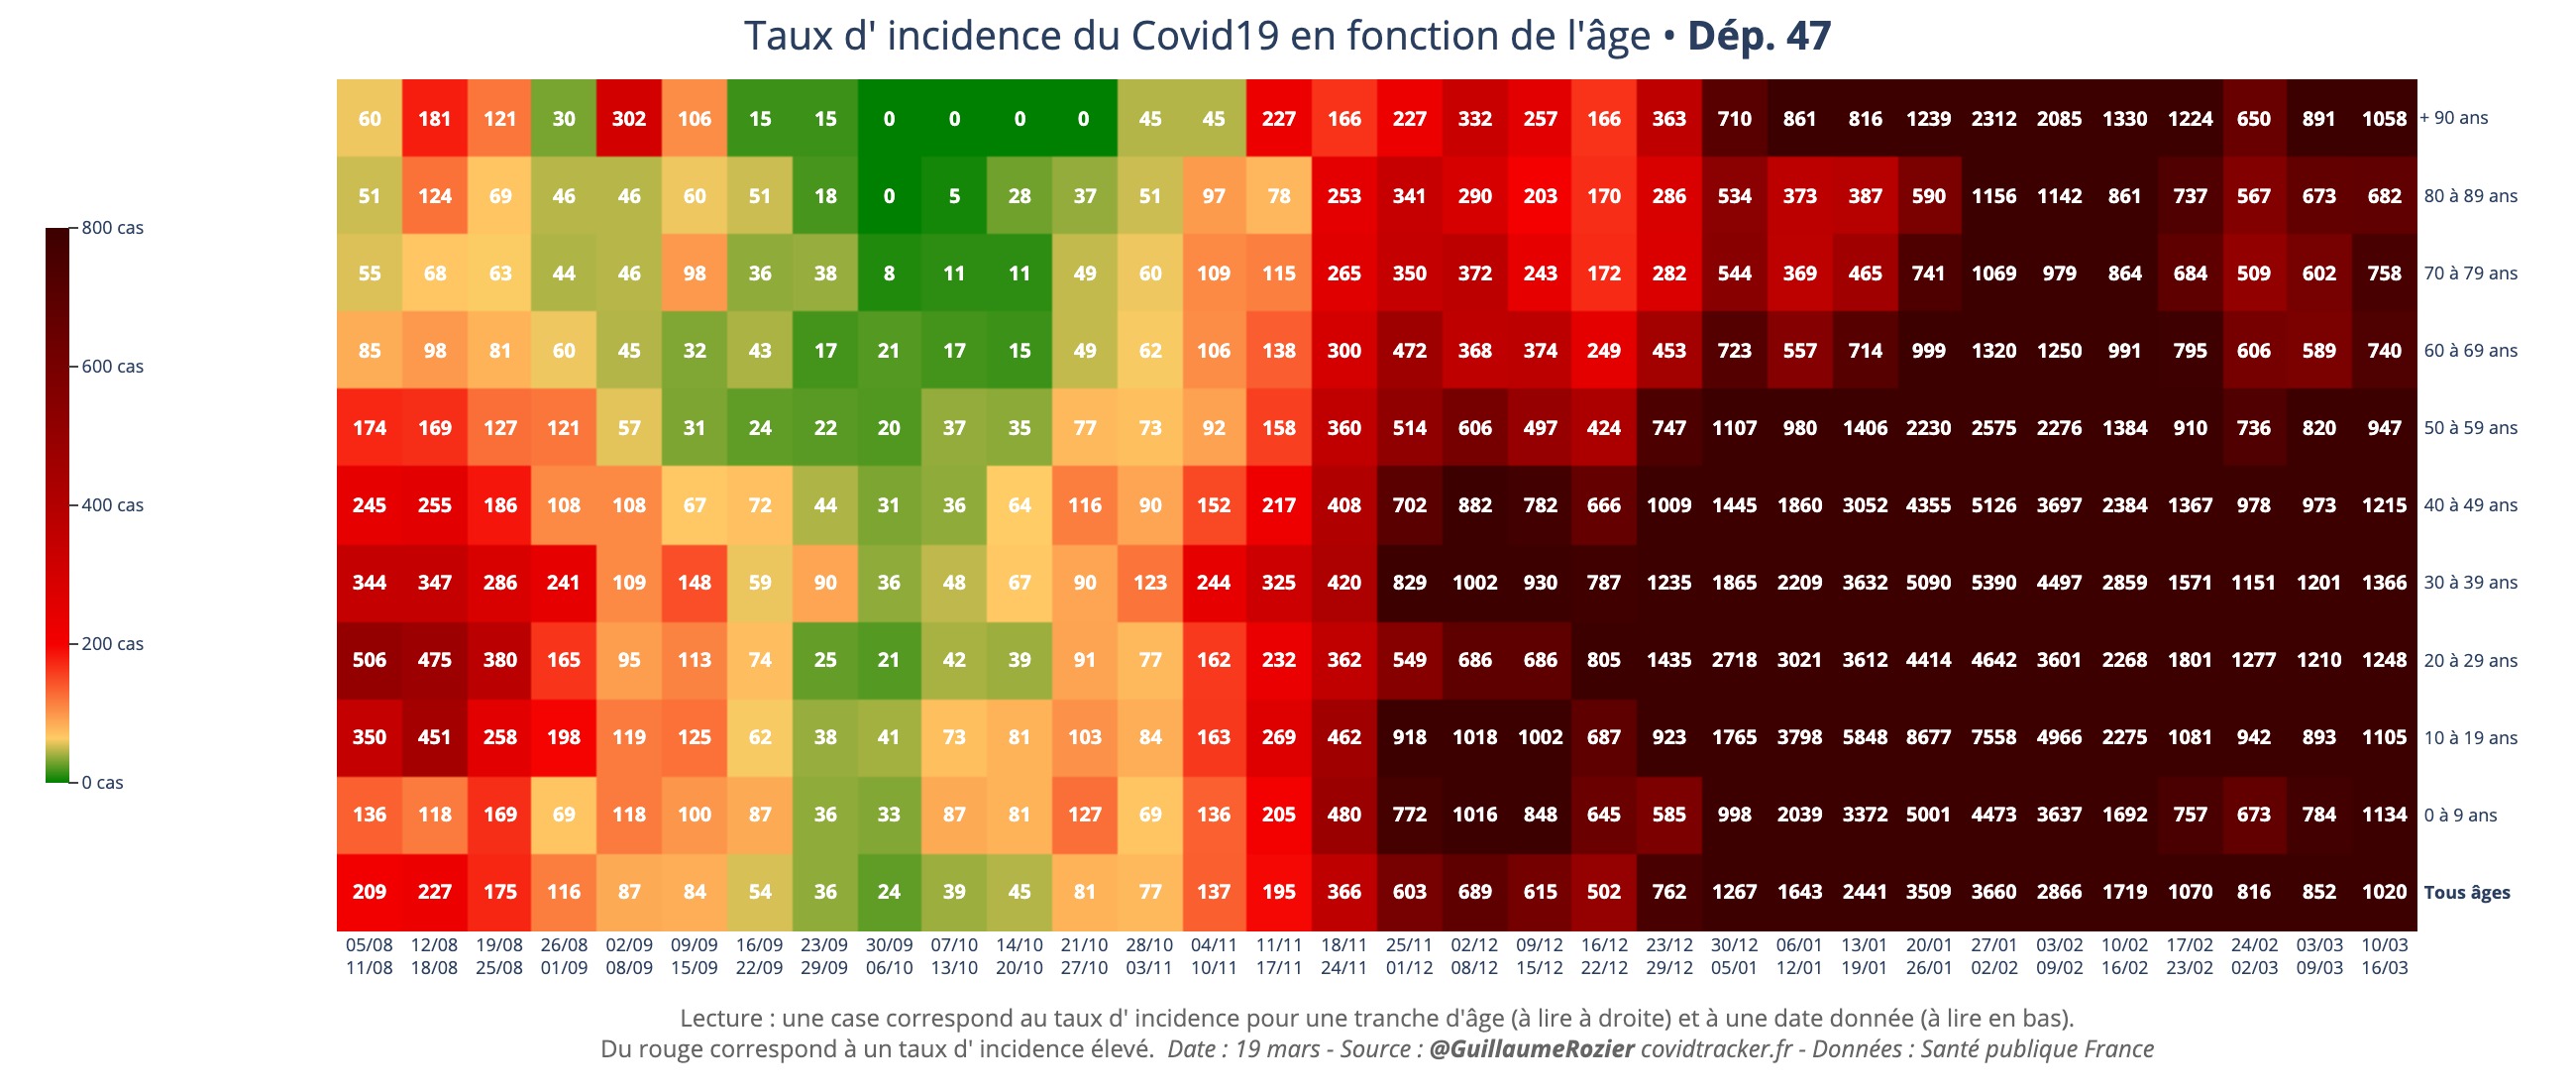 Taux d' incidence du Covid19 en fonction de l'âge • Dép. 47
800 cas
600 cas
400 cas
200 cas
0 cas
60 181 121 30 302 106 15 15 0 0 0 0 45 45 227 166 227 332 257 166 363 710 861 816 1239 2312 2085 1330 1224 650 891 1058 + 90 ans
51 124 69 46 46 60 51 18 0 5 28 37 51 97 78 253 341 290 203 170 286 534 373 387 590 1156 1142 861 737 567 673 682 80 à 89 ans
55 68 63 44 46 98 36 38 8 11 11 49 60 109 115 265 350 372 243 172 282 544 369 465 741 1069 979 864 684 509 602 758 70 à 79 ans
85 98 81 60 45 32 43 17 21 17 15 49 62 106 138 300 472 368 374 249 453 723 557 714 999 1320 1250 991 795 606 589 740 60 à 69 ans
174 169 127 121 57 31 24 22 20 37 35 77 73 92 158 360 514 606 497 424 747 1107 980 1406 2230 2575 2276 1384 910 736 820 947 50 à 59 ans
245 255 186 108 108 67 72 44 31 36 64 116 90 152 217 408 702 882 782 666 1009 1445 1860 3052 4355 5126 3697 2384 1367 978 973 1215 40 à 49 ans
344 347 286 241 109 148 59 90 36 48 67 90 123 244 325 420 829 1002 930 787 1235 1865 2209 3632 5090 5390 4497 2859 1571 1151 1201 1366 30 à 39 ans
506 475 380 165 95 113 74 25 21 42 39 91 77 162 232 362 549 686 686 805 1435 2718 3021 3612 4414 4642 3601 2268 1801 1277 1210 1248 20 à 29 ans
350 451 258 198 119 125 62 38 41 73 81 103 84 163 269 462 918 1018 1002 687 923 1765 3798 5848 8677 7558 4966 2275 1081 942 893 1105 10 à 19 ans
136 118 169 69 118 100 87 36 33 87 81 127 69 136 205 480 772 1016 848 645 585 998 2039 3372 5001 4473 3637 1692 757 673 784 1134 0 à 9 ans
209 227 175 116 87 84 54 36 24 39 45 81 77 137 195 366 603 689 615 502 762 1267 1643 2441 3509 3660 2866 1719 1070 816 852 1020 Tous âges
05/08 12/08 19/08 26/08 02/09 09/09 16/09 23/09 30/09 07/10 14/10 21/10 28/10 04/11 11/11 18/11 25/11 02/12 09/12 16/12 23/12 30/12 06/01 13/01 20/01 27/01 03/02 10/02 17/02 24/02 03/03 10/03
11/08 18/08 25/08 01/09 08/09 15/09 22/09 29/09 06/10 13/10 20/10 27/10 03/11 10/11 17/11 24/11 01/12 08/12 15/12 22/12 29/12 05/01 12/01 19/01 26/01 02/02 09/02 16/02 23/02 02/03 09/03 16/03
Lecture : une case correspond au taux d' incidence pour une tranche d'âge (à lire à droite) et à une date donnée (à lire en bas).
Du rouge correspond à un taux d' incidence élevé. Date : 19 mars - Source : @GuillaumeRozier covidtracker.fr - Données : Santé publique France